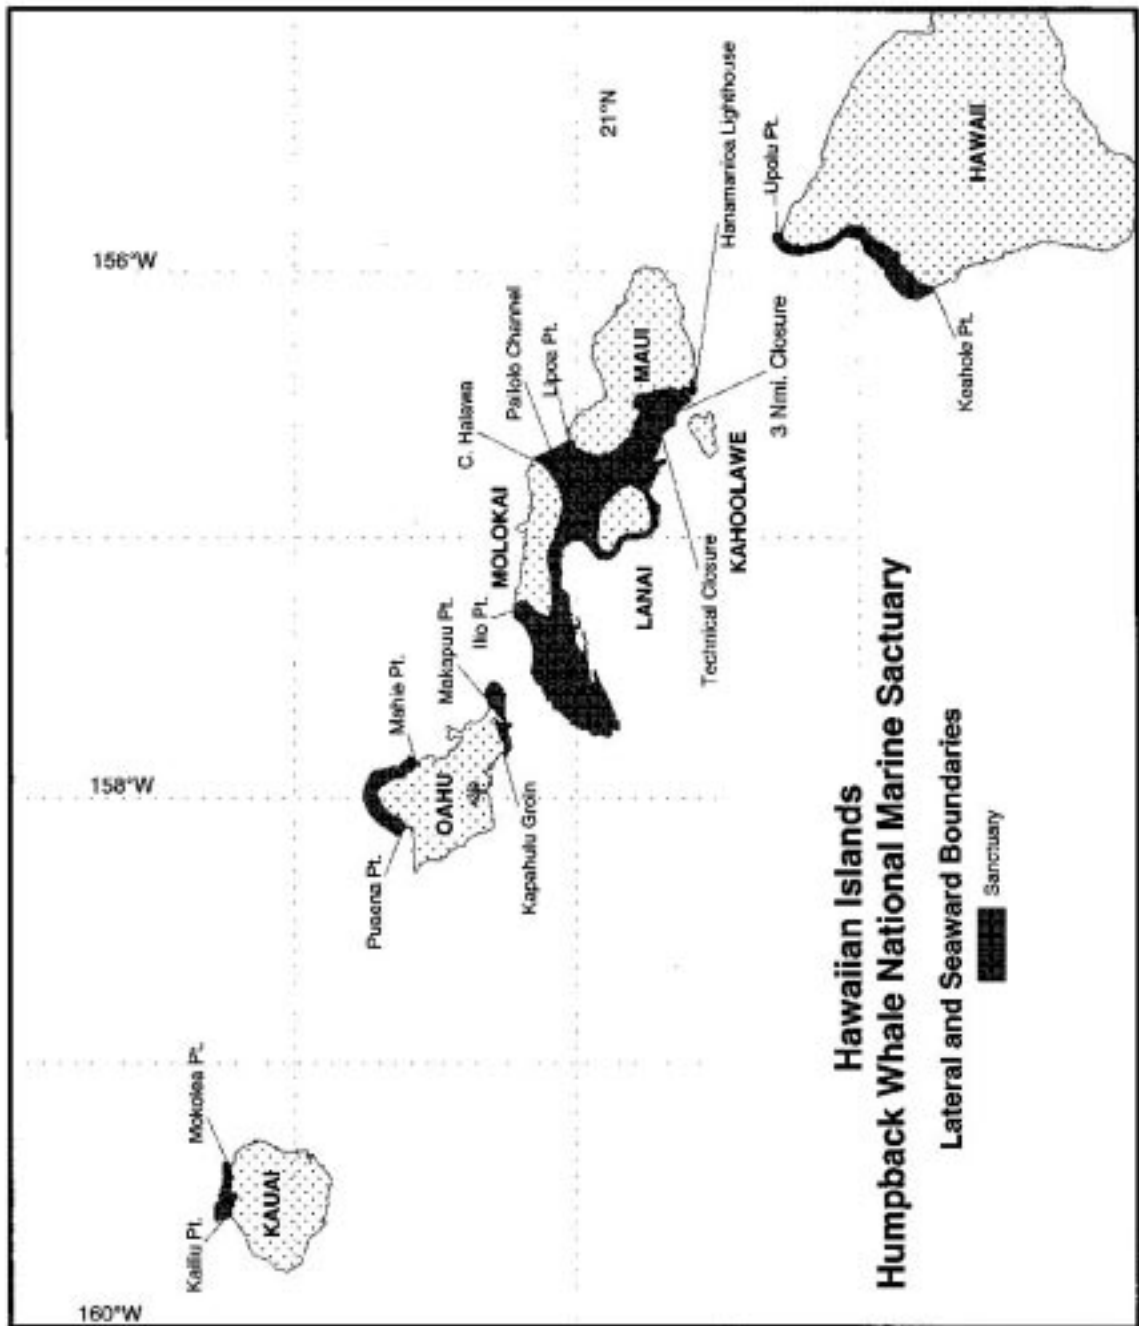 160°W
158°W
156°W
Kailiu Pt.
Mokolea Pt.
KAUAI
Puaena Pt.
Mahie Pt.
OAHU
Makapuu Pt.
Kapahulu Groin
Ilio Pt.
MOLOKAI
C. Halawa
Pailolo Channel
Lipoa Pt.
MAUI
21°N
LANAI
KAHOOLAWE
Technical Closure
3 Nmi. Closure
Hanamanioa Lighthouse
Upolu Pt.
HAWAII
Keahole Pt.
Hawaiian Islands
Humpback Whale National Marine Sactuary
Lateral and Seaward Boundaries
Sanctuary